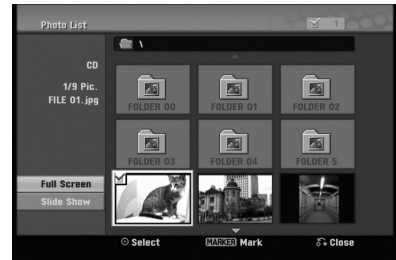 Photo List
1
\
CD
1/9 Pic.
FILE 01.jpg
FOLDER 00 FOLDER 01 FOLDER 02
FOLDER 03 FOLDER 04 FOLDER 5
Full Screen
Slide Show
Select MARKER Mark Close